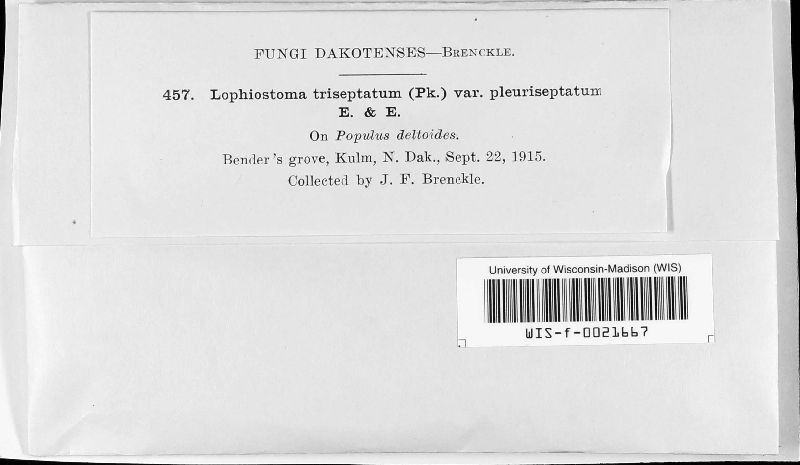 FUNGI DAKOTENSES—BRENCKLE.
457. Lophiostoma triseptatum (Pk.) var. pleuriseptatum
E. & E.
On Populus deltoides.
Bender's grove, Kulm, N. Dak., Sept. 22, 1915.
Collected by J. F. Brenckle.
University of Wisconsin-Madison (WIS)
WIS-f-0021667